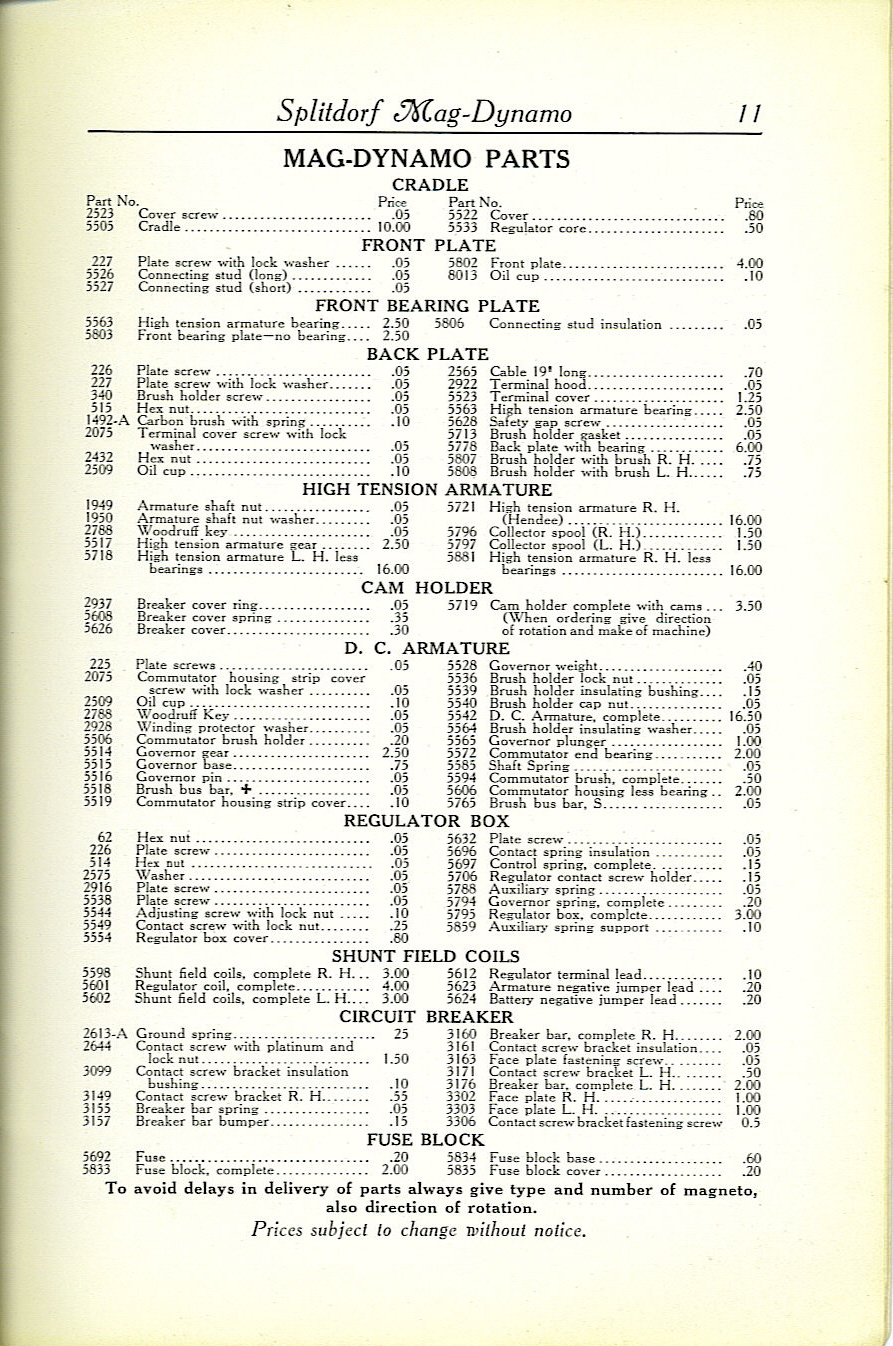 Splitdorf Mag-Dynamo 11
MAG-DYNAMO PARTS
CRADLE
Part No. Price Part No. Price
2523 Cover screw ....................... .05 5522 Cover ............................. .80
5505 Cradle ............................ 10.00 5533 Regulator core..................... .50
FRONT PLATE
227 Plate screw with lock washer ...... .05 5802 Front plate........................ 4.00
5526 Connecting stud (long) ............ .05 8013 Oil cup ........................... .10
5527 Connecting stud (short) ........... .05
FRONT BEARING PLATE
5563 High tension armature bearing..... 2.50 5806 Connecting stud insulation ......... .05
5803 Front bearing plate—no bearing.... 2.50
BACK PLATE
226 Plate screw ....................... .05 2565 Cable 19" long..................... .70
227 Plate screw with lock washer....... .05 2922 Terminal hood...................... .05
340 Brush holder screw ................ .05 5523 Terminal cover .................... 1.25
515 Hex nut............................ .05 5563 High tension armature bearing..... 2.50
1492-A Carbon brush with spring .......... .10 5628 Safety gap screw .................. .05
2075 Terminal cover screw with lock 5713 Brush holder gasket ............... .05
washer........................... .05 5778 Back plate with bearing ........... 6.00
2432 Hex nut ........................... .05 5807 Brush holder with brush R. H. .... .75
2509 Oil cup ........................... .10 5808 Brush holder with brush L. H...... .75
HIGH TENSION ARMATURE
1949 Armature shaft nut................. .05 5721 High tension armature R. H.
1950 Armature shaft nut washer......... .05 (Hendee) ....................... 16.00
2788 Woodruff key ...................... .05 5796 Collector spool (R. H.)............ 1.50
5517 High tension armature gear ........ 2.50 5797 Collector spool (L. H.) ........... 1.50
5718 High tension armature L. H. less 5881 High tension armature R. H. less
bearings ........................ 16.00 bearings ........................ 16.00
CAM HOLDER
2937 Breaker cover ring................. .05 5719 Cam holder complete with cams ... 3.50
5608 Breaker cover spring .............. .35 (When ordering give direction
5626 Breaker cover...................... .30 of rotation and make of machine)
D. C. ARMATURE
225 Plate screws ....................... .05 5528 Governor weight................... .40
2075 Commutator housing strip cover 5536 Brush holder lock nut ............. .05
screw with lock washer .......... .05 5539 Brush holder insulating bushing.... .15
2509 Oil cup ........................... .10 5540 Brush holder cap nut............... .05
2788 Woodruff Key ..................... .05 5542 D. C. Armature, complete.......... 16.50
2928 Winding protector washer.......... .05 5564 Brush holder insulating washer..... .05
5506 Commutator brush holder .......... .20 5565 Governor plunger ................. 1.00
5514 Governor gear ..................... 2.50 5572 Commutator end bearing........... 2.00
5515 Governor base..................... .75 5585 Shaft Spring ...................... .05
5516 Governor pin ...................... .05 5594 Commutator brush, complete....... .50
5518 Brush bus bar, + .................. .05 5606 Commutator housing less bearing .. 2.00
5519 Commutator housing strip cover.... .10 5765 Brush bus bar, S.................. .05
REGULATOR BOX
62 Hex nut ........................... .05 5632 Plate screw ....................... .05
226 Plate screw ....................... .05 5696 Contact spring insulation .......... .05
514 Hex nut ........................... .05 5697 Control spring, complete........... .15
2575 Washer ............................ .05 5706 Regulator contact screw holder..... .15
2916 Plate screw ....................... .05 5788 Auxiliary spring ................... .05
5538 Plate screw ....................... .05 5794 Governor spring, complete ......... .20
5544 Adjusting screw with lock nut ..... .10 5795 Regulator box, complete........... 3.00
5549 Contact screw with lock nut....... .25 5859 Auxiliary spring support .......... .10
5554 Regulator box cover............... .80
SHUNT FIELD COILS
5598 Shunt field coils, complete R. H... 3.00 5612 Regulator terminal lead............ .10
5601 Regulator coil, complete........... 4.00 5623 Armature negative jumper lead .... .20
5602 Shunt field coils, complete L. H.... 3.00 5624 Battery negative jumper lead ....... .20
CIRCUIT BREAKER
2613-A Ground spring...................... 25 3160 Breaker bar, complete R. H........ 2.00
2644 Contact screw with platinum and 3161 Contact screw bracket insulation.... .05
lock nut.......................... 1.50 3163 Face plate fastening screw......... .05
3099 Contact screw bracket insulation 3171 Contact screw bracket L. H........ .50
bushing.......................... .10 3176 Breaker bar, complete L. H. ....... 2.00
3149 Contact screw bracket R. H........ .55 3302 Face plate R. H. .................. 1.00
3155 Breaker bar spring ................ .05 3303 Face plate L. H. .................. 1.00
3157 Breaker bar bumper............... .15 3306 Contact screw bracket fastening screw 0.5
FUSE BLOCK
5692 Fuse .............................. .20 5834 Fuse block base ................... .60
5833 Fuse block, complete.............. 2.00 5835 Fuse block cover .................. .20
To avoid delays in delivery of parts always give type and number of magneto,
also direction of rotation.
Prices subject to change without notice.